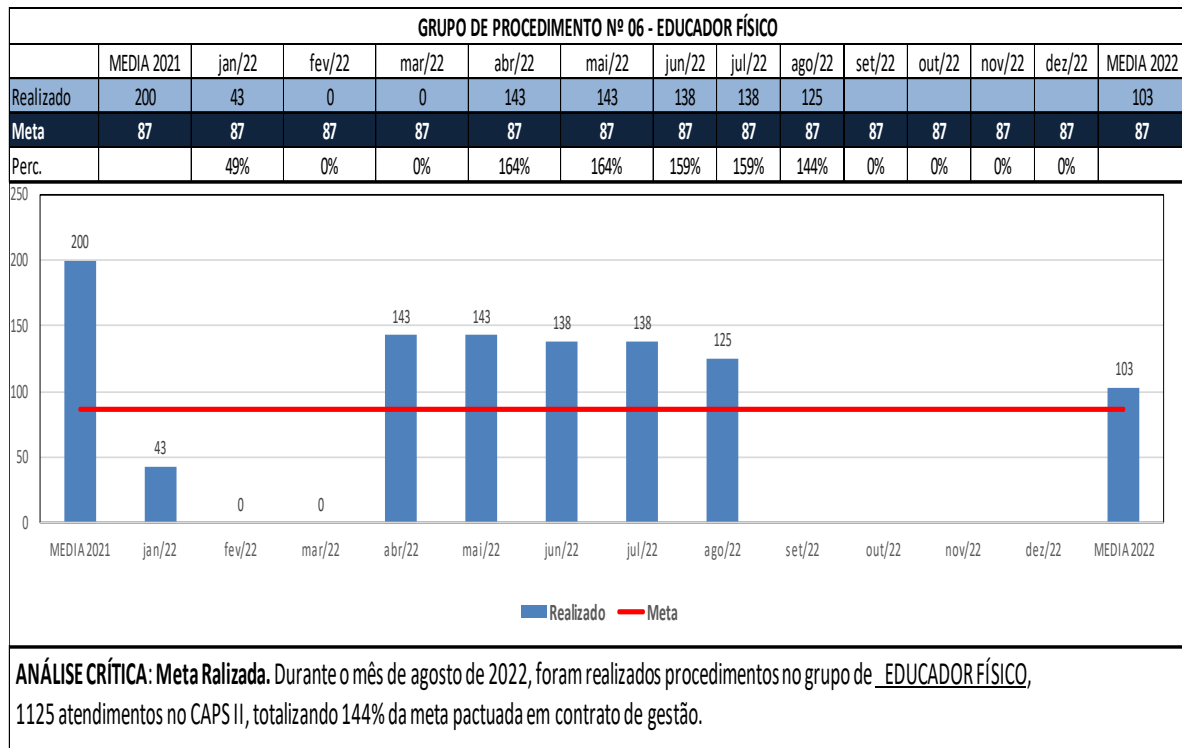 GRUPO DE PROCEDIMENTO Nº 06 - EDUCADOR FÍSICO
MEDIA 2021 jan/22 fev/22 mar/22 abr/22 mai/22 jun/22 jul/22 ago/22 set/22 out/22 nov/22 dez/22 MEDIA 2022
Realizado 200 43 0 0 143 143 138 138 125 103
Meta 87 87 87 87 87 87 87 87 87 87 87 87 87 87
Perc. 49% 0% 0% 164% 164% 159% 159% 144% 0% 0% 0% 0%
250
200
150
100
50
0
200
43
0
0
143
143
138
138
125
103
MEDIA 2021 jan/22 fev/22 mar/22 abr/22 mai/22 jun/22 jul/22 ago/22 set/22 out/22 nov/22 dez/22 MEDIA 2022
Realizado Meta
ANÁLISE CRÍTICA: Meta Ralizada. Durante o mês de agosto de 2022, foram realizados procedimentos no grupo de EDUCADOR FÍSICO,
1125 atendimentos no CAPS II, totalizando 144% da meta pactuada em contrato de gestão.